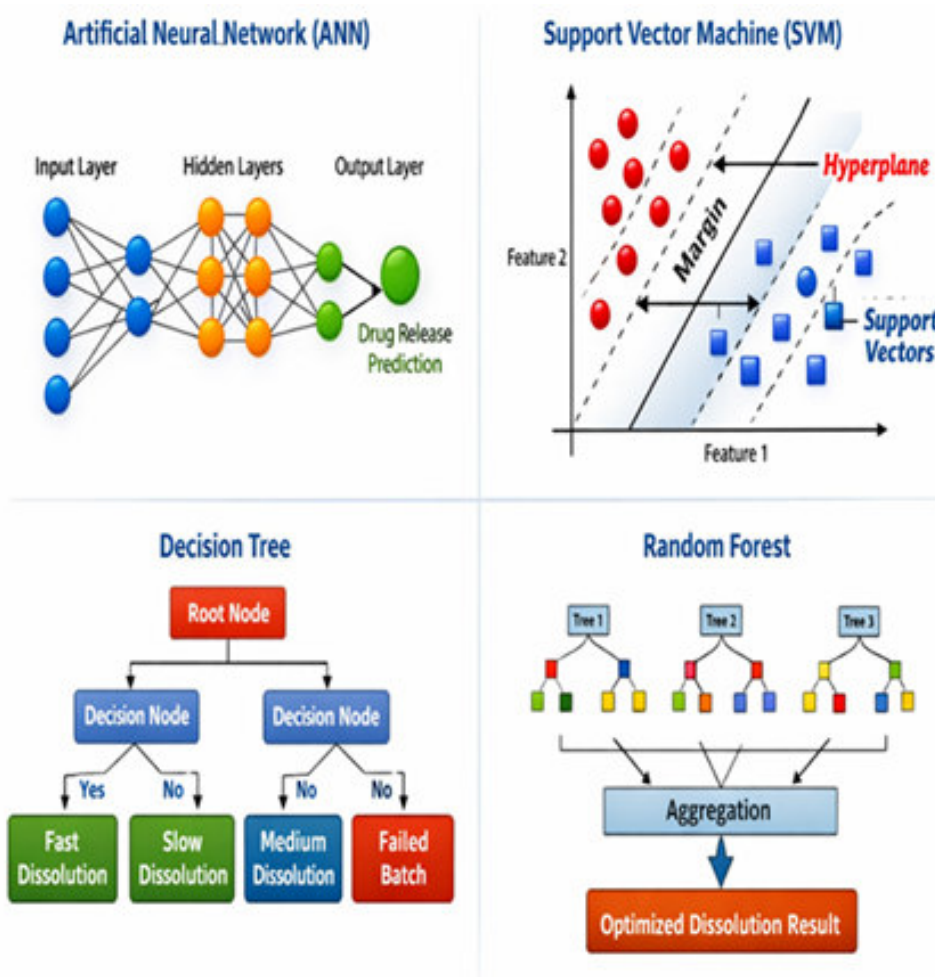 Artificial Neural Network (ANN)
Input Layer
Hidden Layers
Output Layer
Drug Release
Prediction
Support Vector Machine (SVM)
Hyperplane
Margin
Feature 2
Support
Vectors
Feature 1
Decision Tree
Root Node
Decision Node
Decision Node
Yes
No
No
No
Fast
Dissolution
Slow
Dissolution
Medium
Dissolution
Failed
Batch
Random Forest
Tree 1
Tree 2
Tree 3
Aggregation
Optimized Dissolution Result